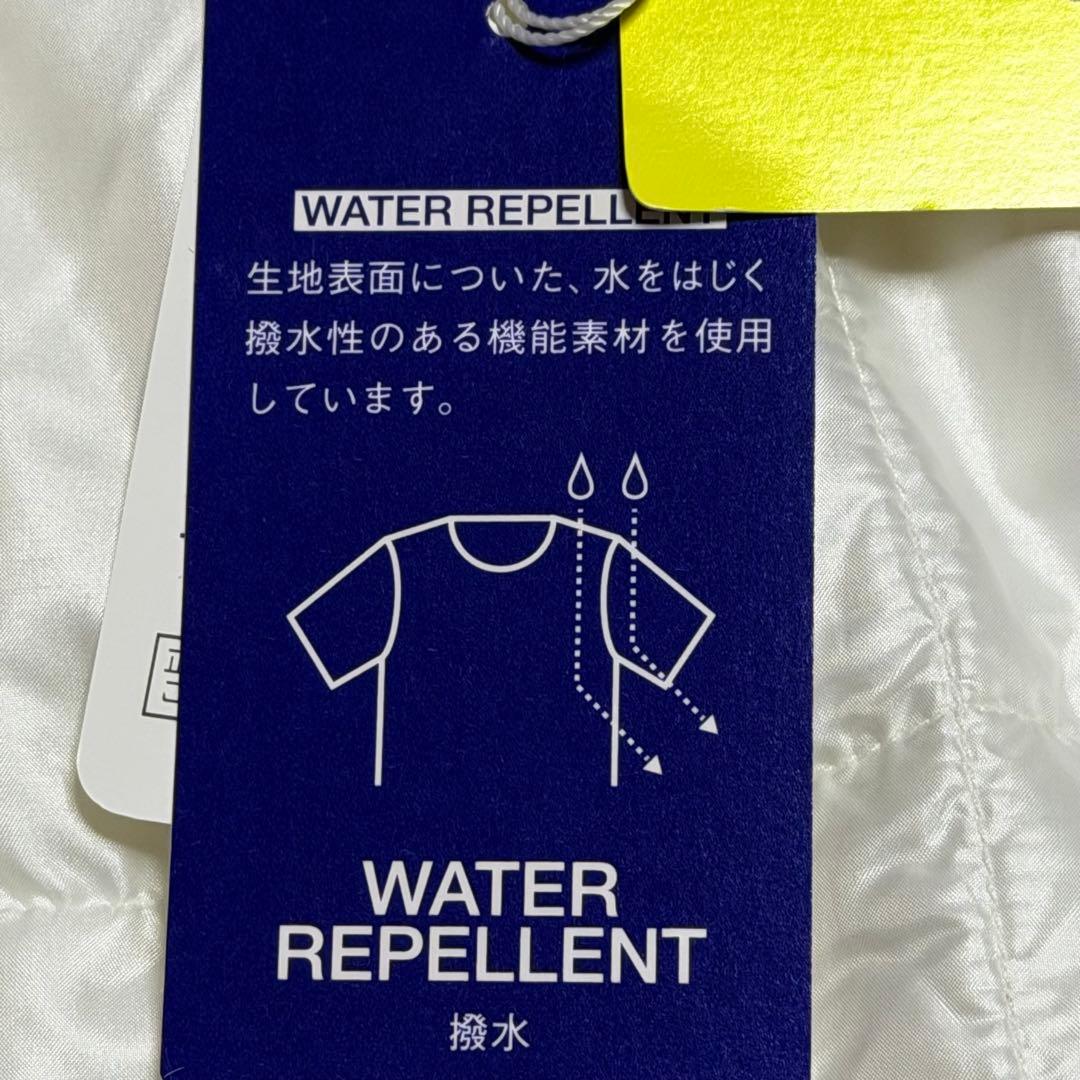 WATER REPELLENT
生地表面についた、水をはじく
撥水性のある機能素材を使用
しています。
WATER
REPELLENT
撥水